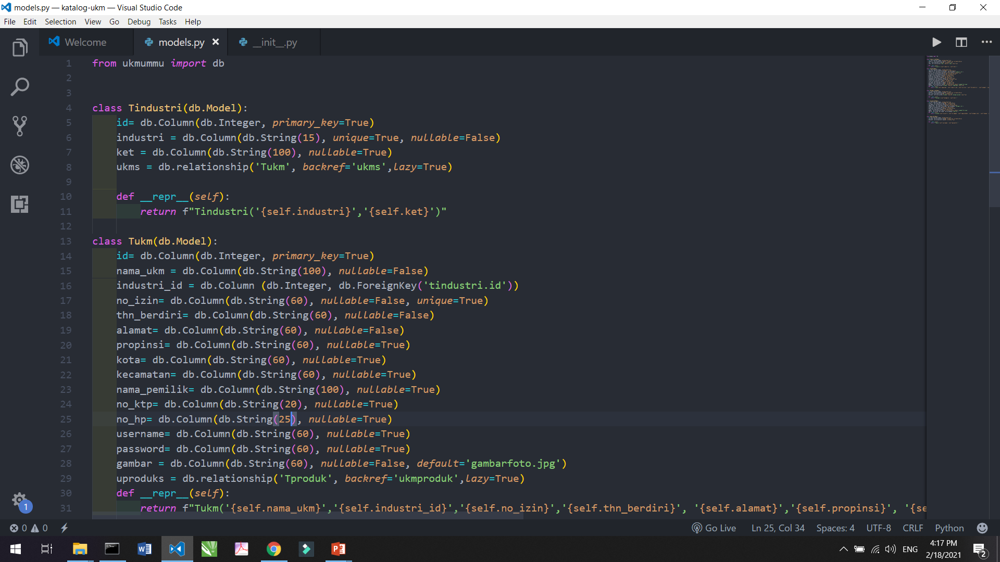 models.py — katalog-ukm — Visual Studio Code
File Edit Selection View Go Debug Tasks Help
Welcome models.py × __init__.py
1 from ukmummu import db
2
3
4 class Tindustri(db.Model):
5 id= db.Column(db.Integer, primary_key=True)
6 industri = db.Column(db.String(15), unique=True, nullable=False)
7 ket = db.Column(db.String(100), nullable=True)
8 ukms = db.relationship('Tukm', backref='ukms',lazy=True)
9
10 def __repr__(self):
11 return f"Tindustri('{self.industri}','{self.ket}')"
12
13 class Tukm(db.Model):
14 id= db.Column(db.Integer, primary_key=True)
15 nama_ukm = db.Column(db.String(100), nullable=False)
16 industri_id = db.Column (db.Integer, db.ForeignKey('tindustri.id'))
17 no_izin= db.Column(db.String(60), nullable=False, unique=True)
18 thn_berdiri= db.Column(db.String(60), nullable=False)
19 alamat= db.Column(db.String(60), nullable=False)
20 propinsi= db.Column(db.String(60), nullable=True)
21 kota= db.Column(db.String(60), nullable=True)
22 kecamatan= db.Column(db.String(60), nullable=True)
23 nama_pemilik= db.Column(db.String(100), nullable=True)
24 no_ktp= db.Column(db.String(20), nullable=True)
25 no_hp= db.Column(db.String(25), nullable=True)
26 username= db.Column(db.String(60), nullable=True)
27 password= db.Column(db.String(60), nullable=True)
28 gambar = db.Column(db.String(60), nullable=False, default='gambarfoto.jpg')
29 uproduks = db.relationship('Tproduk', backref='ukmproduk',lazy=True)
30 def __repr__(self):
31 return f"Tukm('{self.nama_ukm}','{self.industri_id}','{self.no_izin}','{self.thn_berdiri}', '{self.alamat}','{self.propinsi}', '{se
1
0 0 Go Live Ln 25, Col 34 Spaces: 4 UTF-8 CRLF Python
ENG 4:17 PM
2/18/2021 2